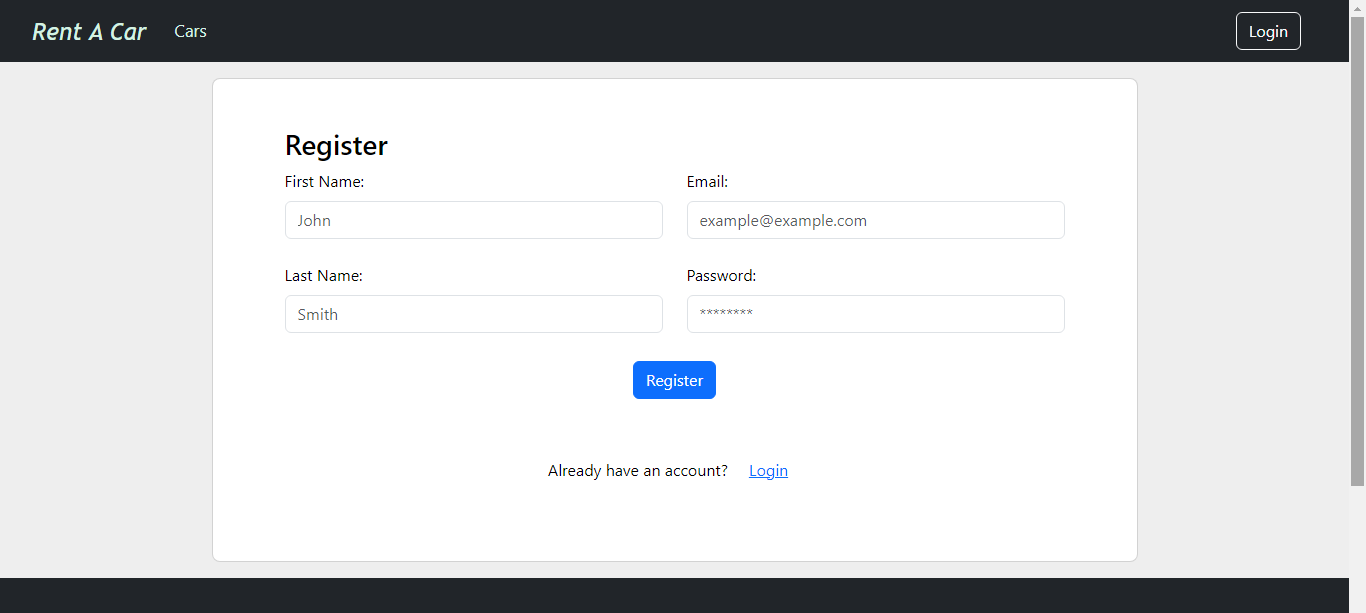 Rent A Car Cars Login
Register
First Name: Email:
John example@example.com
Last Name: Password:
Smith ********
Register
Already have an account? Login